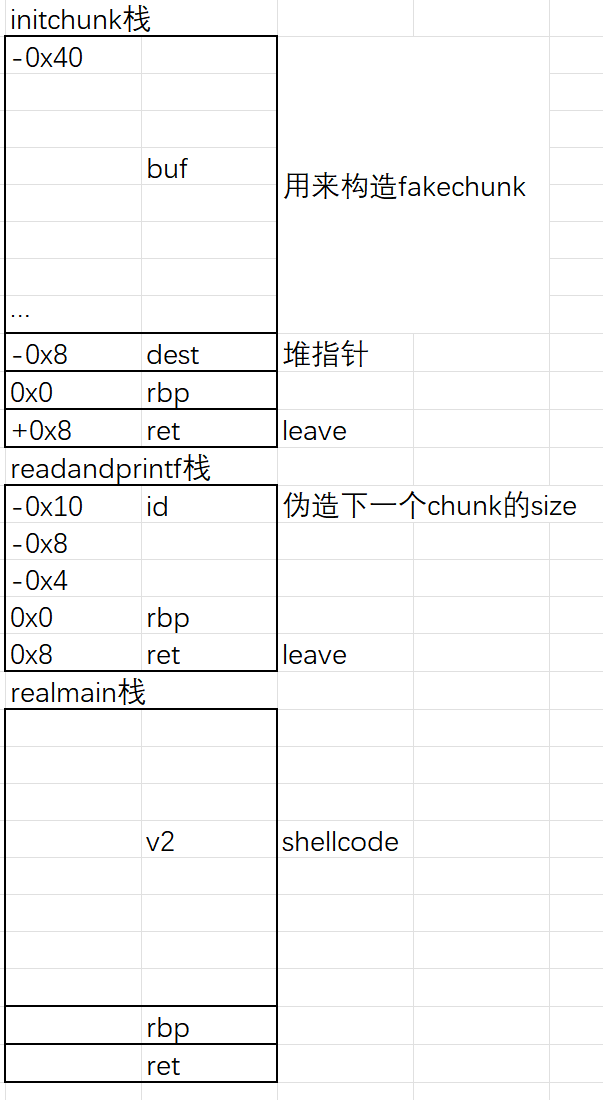 initchunk栈
-0x40
buf
用来构造fakechunk
...
-0x8 dest 堆指针
0x0 rbp
+0x8 ret leave
readandprintf栈
-0x10 id 伪造下一个chunk的size
-0x8
-0x4
0x0 rbp
0x8 ret leave
realmain栈
v2 shellcode
rbp
ret